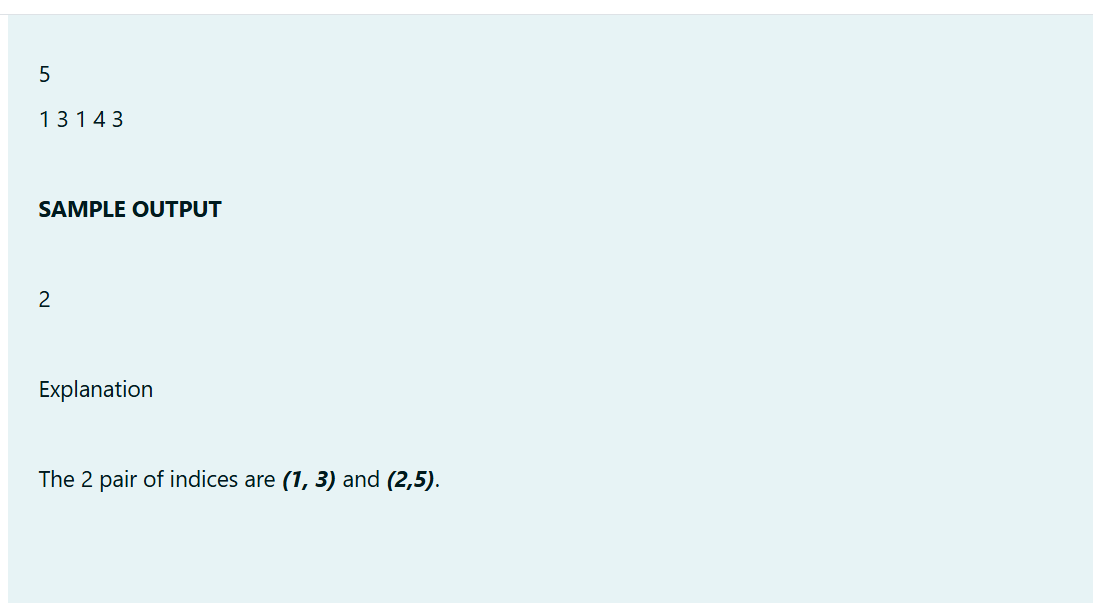 5
1 3 1 4 3
SAMPLE OUTPUT
2
Explanation
The 2 pair of indices are (1, 3) and (2,5).